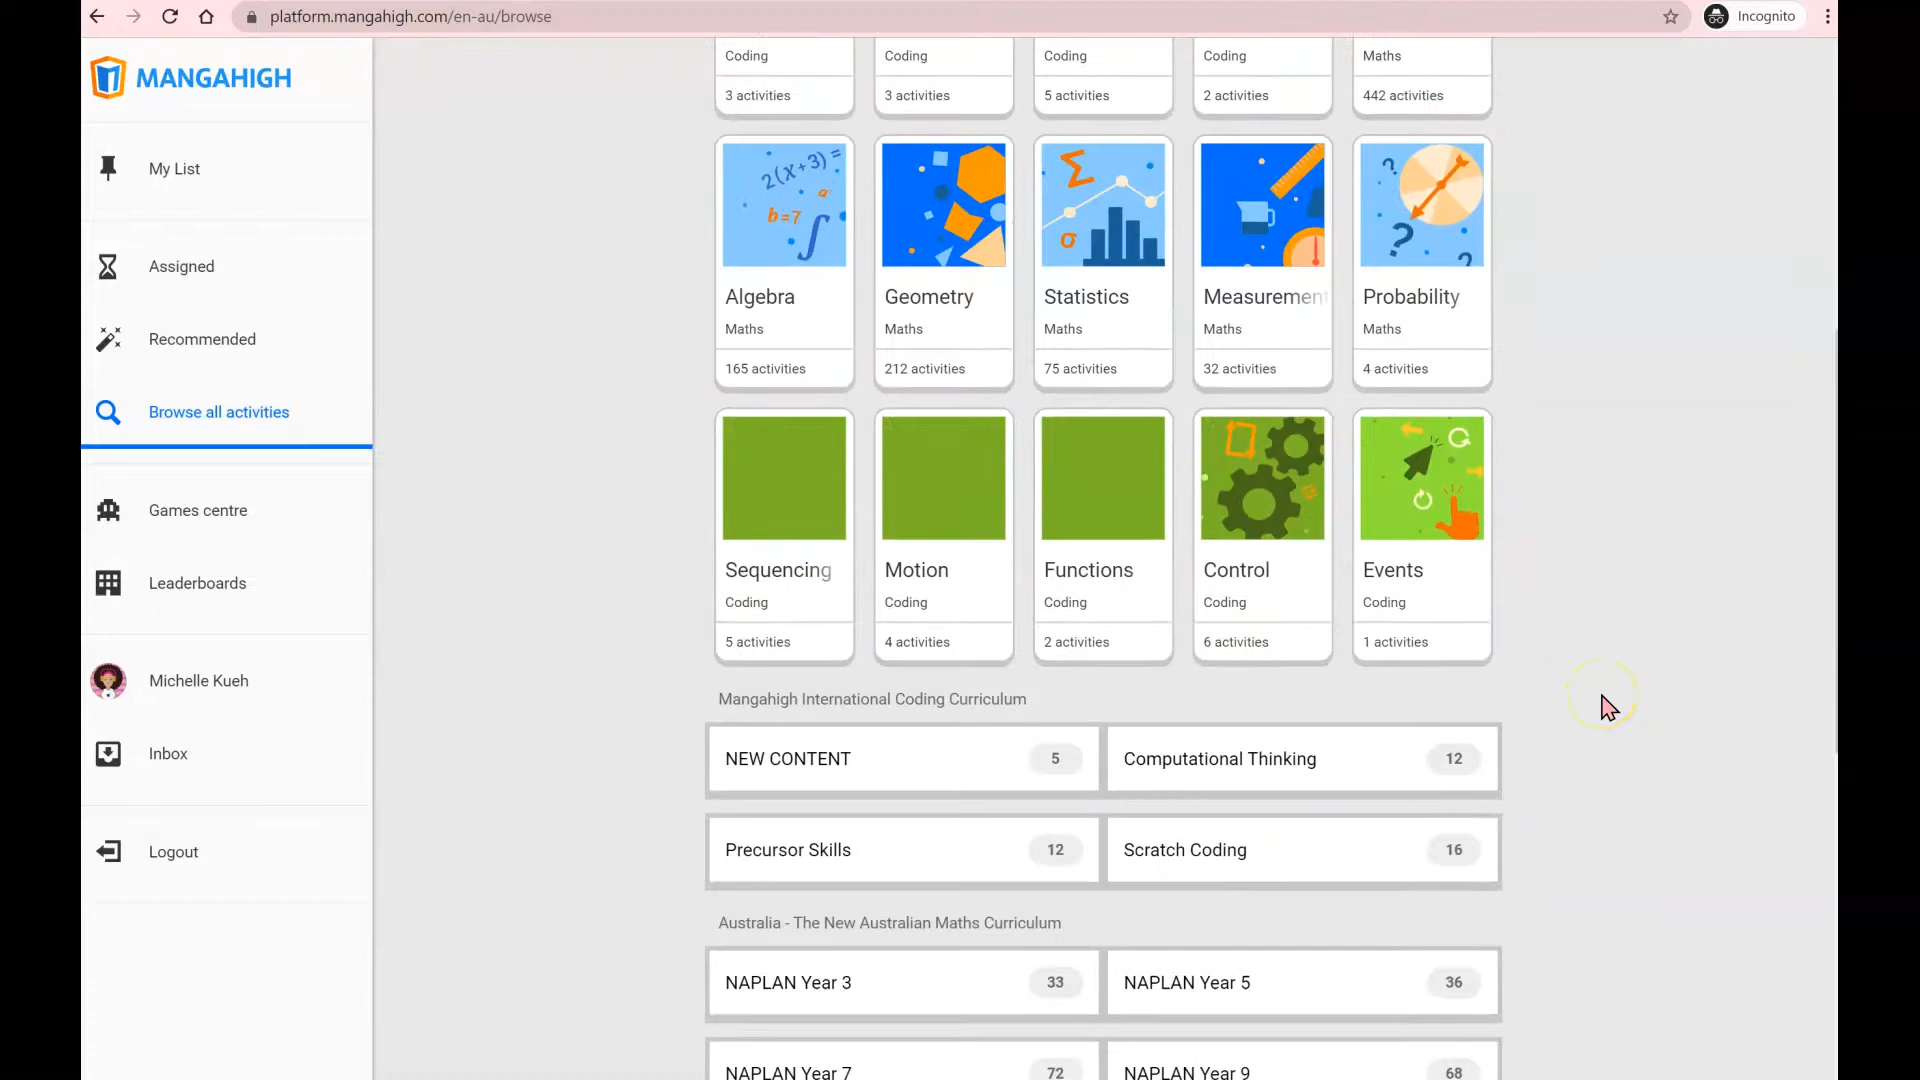 platform.mangahigh.com/en-au/browse
Incognito
MANGAHIGH
My List
Assigned
Recommended
Browse all activities
Games centre
Leaderboards
Michelle Kueh
Inbox
Logout
Coding
Coding
Coding
Coding
Maths
3 activities
3 activities
5 activities
2 activities
442 activities
2(x+3) =
b=7
Σ
σ
?
?
?
Algebra
Geometry
Statistics
Measuremen
Probability
Maths
Maths
Maths
Maths
Maths
165 activities
212 activities
75 activities
32 activities
4 activities
Sequencing
Motion
Functions
Control
Events
Coding
Coding
Coding
Coding
Coding
5 activities
4 activities
2 activities
6 activities
1 activities
Mangahigh International Coding Curriculum
NEW CONTENT 5
Computational Thinking 12
Precursor Skills 12
Scratch Coding 16
Australia - The New Australian Maths Curriculum
NAPLAN Year 3 33
NAPLAN Year 5 36
NAPLAN Year 7 72
NAPLAN Year 9 68